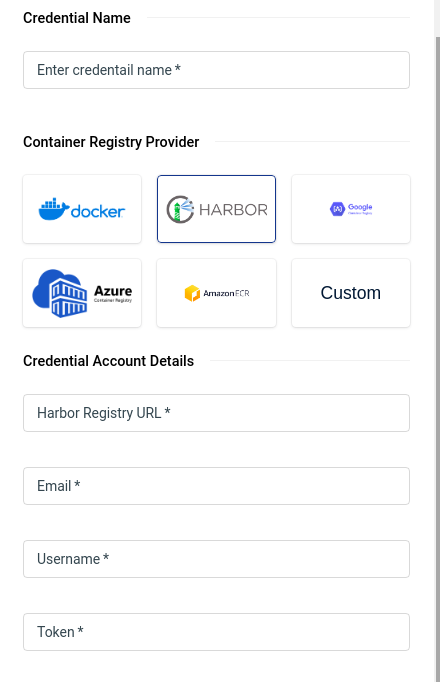 Credential Name
Enter credentail name *
Container Registry Provider
docker
HARBOR
Google
Azure
Container Registry
Amazon ECR
Custom
Credential Account Details
Harbor Registry URL *
Email *
Username *
Token *